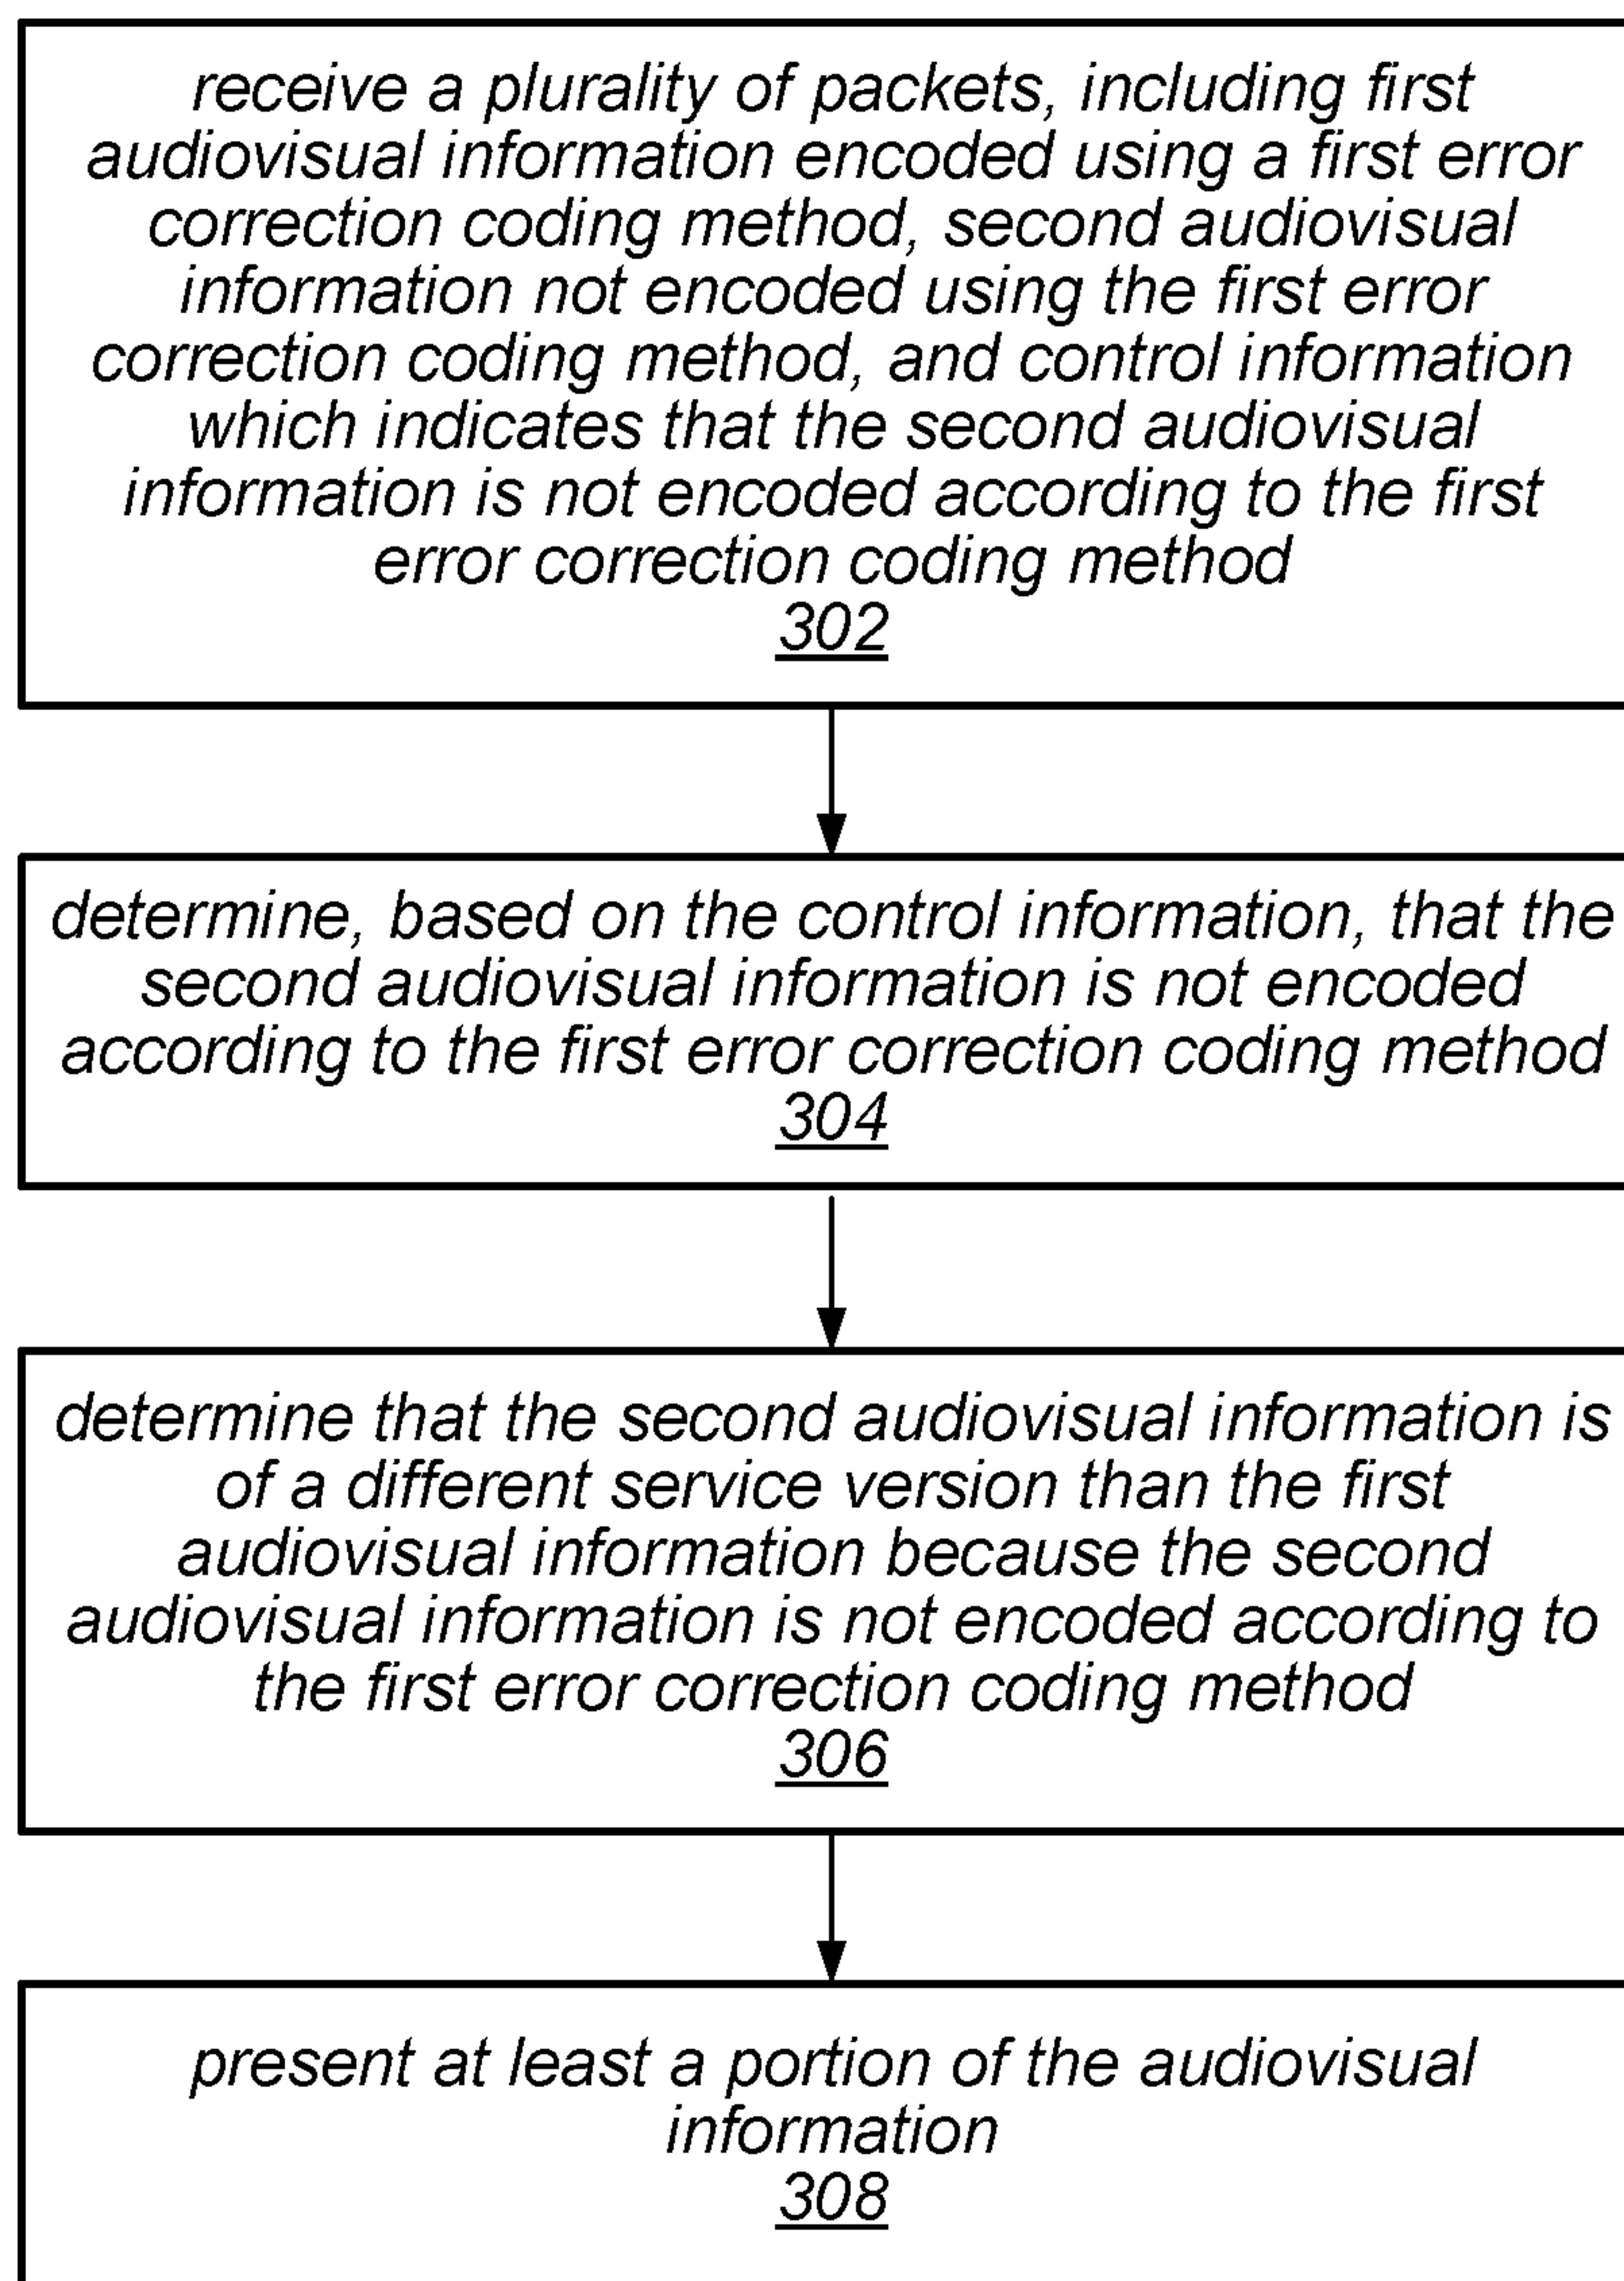 receive a plurality of packets, including first
audiovisual information encoded using a first error
correction coding method, second audiovisual
information not encoded using the first error
correction coding method, and control information
which indicates that the second audiovisual
information is not encoded according to the first
error correction coding method
302
determine, based on the control information, that the
second audiovisual information is not encoded
according to the first error correction coding method
304
determine that the second audiovisual information is
of a different service version than the first
audiovisual information because the second
audiovisual information is not encoded according to
the first error correction coding method
306
present at least a portion of the audiovisual
information
308